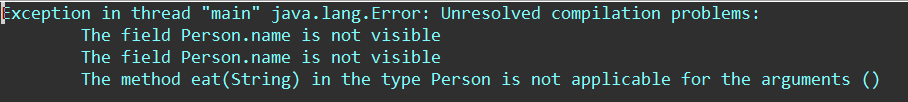 Exception in thread "main" java.lang.Error: Unresolved compilation problems:
The field Person.name is not visible
The field Person.name is not visible
The method eat(String) in the type Person is not applicable for the arguments ()